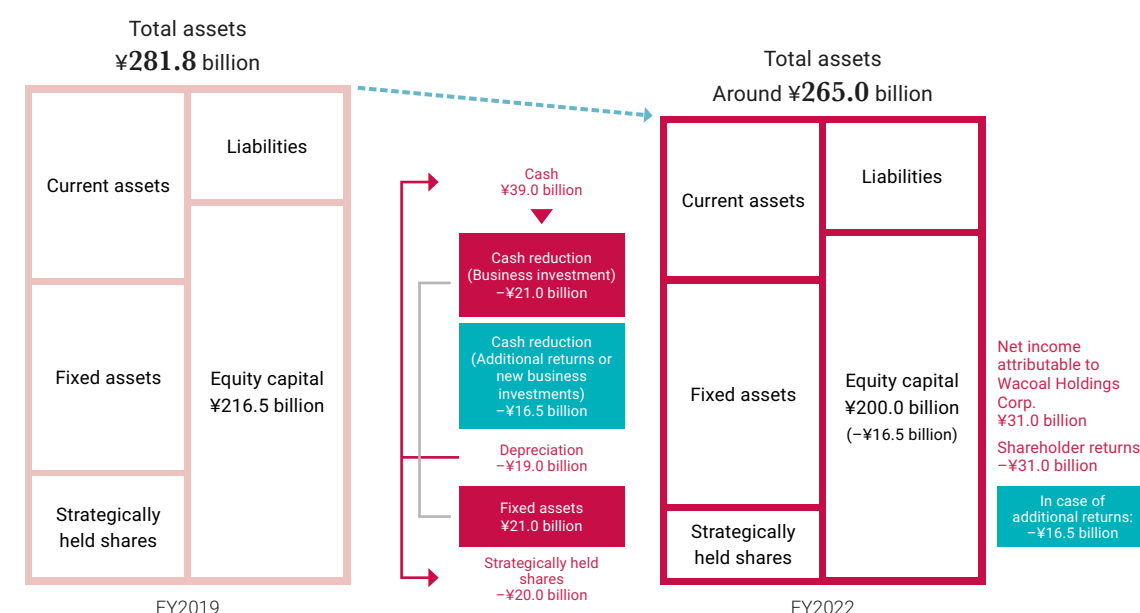 Total assets
¥281.8 billion
Current assets
Liabilities
Fixed assets
Equity capital
¥216.5 billion
Strategically
held shares
FY2019
Cash
¥39.0 billion
Cash reduction
(Business investment)
–¥21.0 billion
Cash reduction
(Additional returns or
new business
investments)
–¥16.5 billion
Depreciation
–¥19.0 billion
Fixed assets
¥21.0 billion
Strategically held
shares
–¥20.0 billion
Total assets
Around ¥265.0 billion
Current assets
Liabilities
Fixed assets
Equity capital
¥200.0 billion
(–¥16.5 billion)
Strategically
held shares
FY2022
Net income
attributable to
Wacoal Holdings
Corp.
¥31.0 billion
Shareholder returns
–¥31.0 billion
In case of
additional returns:
–¥16.5 billion